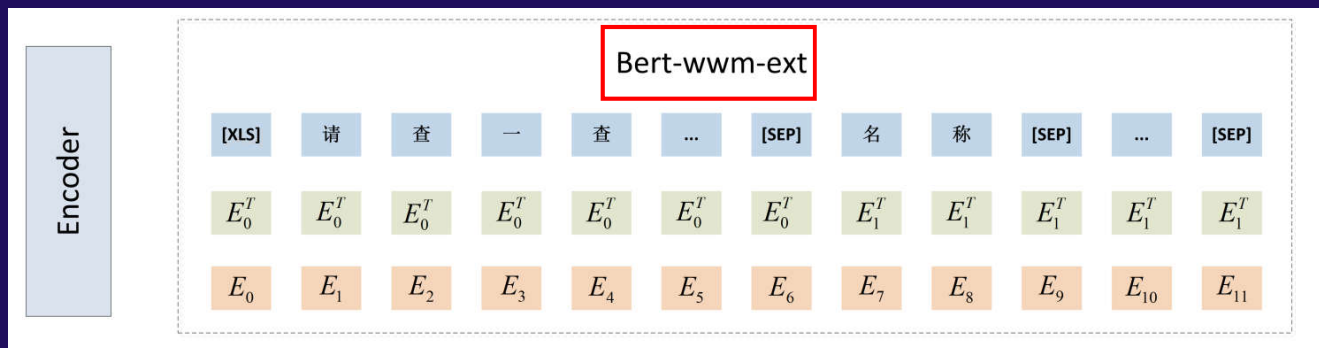 Encoder
Bert-wwm-ext
[XLS] 请 查 一 查 ... [SEP] 名 称 [SEP] ... [SEP]
E_0^T E_0^T E_0^T E_0^T E_0^T E_0^T E_0^T E_1^T E_1^T E_1^T E_1^T E_1^T
E_0 E_1 E_2 E_3 E_4 E_5 E_6 E_7 E_8 E_9 E_10 E_11